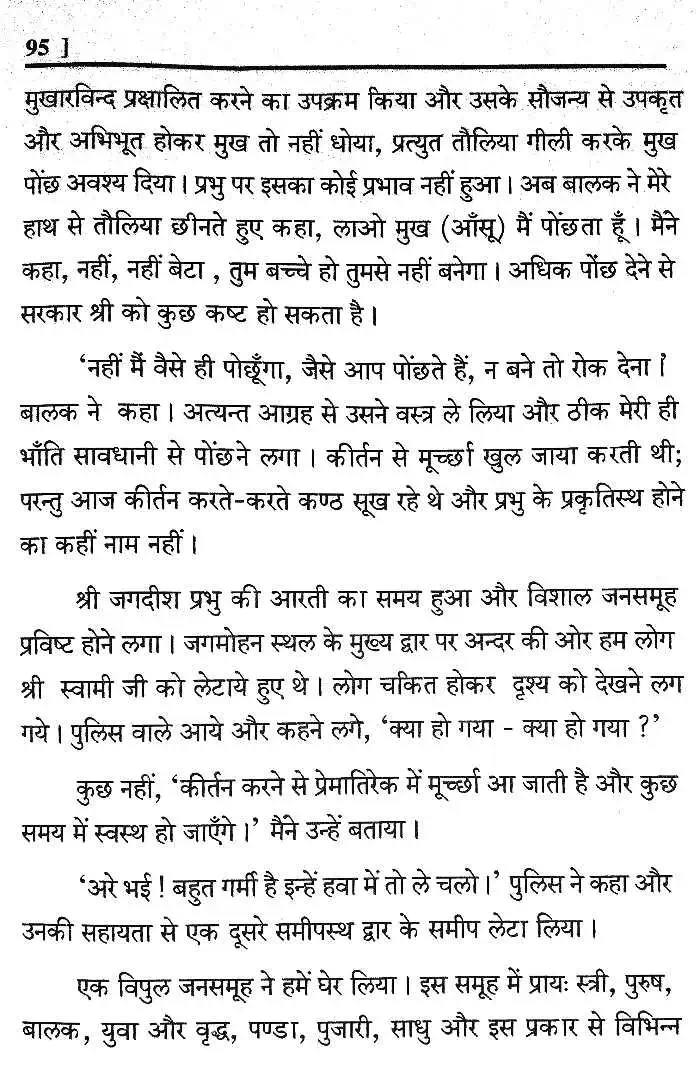 95 ]
मुखारविन्द प्रक्षालित करने का उपक्रम किया और उसके सौजन्य से उपकृत
और अभिभूत होकर मुख तो नहीं धोया, प्रत्युत तौलिया गीली करके मुख
पोंछ अवश्य दिया। प्रभु पर इसका कोई प्रभाव नहीं हुआ। अब बालक ने मेरे
हाथ से तौलिया छीनते हुए कहा, लाओ मुख (आँसू) मैं पोंछता हूँ। मैंने
कहा, नहीं, नहीं बेटा , तुम बच्चे हो तुमसे नहीं बनेगा। अधिक पोंछ देने से
सरकार श्री को कुछ कष्ट हो सकता है।
‘नहीं मैं वैसे ही पोछूँगा, जैसे आप पोंछते हैं, न बने तो रोक देना।’
बालक ने कहा। अत्यन्त आग्रह से उसने वस्त्र ले लिया और ठीक मेरी ही
भाँति सावधानी से पोंछने लगा। कीर्तन से मूर्च्छा खुल जाया करती थी;
परन्तु आज कीर्तन करते-करते कण्ठ सूख रहे थे और प्रभु के प्रकृतिस्थ होने
का कहीं नाम नहीं।
श्री जगदीश प्रभु की आरती का समय हुआ और विशाल जनसमूह
प्रविष्ट होने लगा। जगमोहन स्थल के मुख्य द्वार पर अन्दर की ओर हम लोग
श्री स्वामी जी को लेटाये हुए थे। लोग चकित होकर दृश्य को देखने लग
गये। पुलिस वाले आये और कहने लगे, ‘क्या हो गया - क्या हो गया ?’
कुछ नहीं, ‘कीर्तन करने से प्रेमातिरेक में मूर्च्छा आ जाती है और कुछ
समय में स्वस्थ हो जाएँगे।’ मैंने उन्हें बताया।
‘अरे भई ! बहुत गर्मी है इन्हें हवा में तो ले चलो।’ पुलिस ने कहा और
उनकी सहायता से एक दूसरे समीपस्थ द्वार के समीप लेटा लिया।
एक विपुल जनसमूह ने हमें घेर लिया। इस समूह में प्रायः स्त्री, पुरुष,
बालक, युवा और वृद्ध, पण्डा, पुजारी, साधु और इस प्रकार से विभिन्न